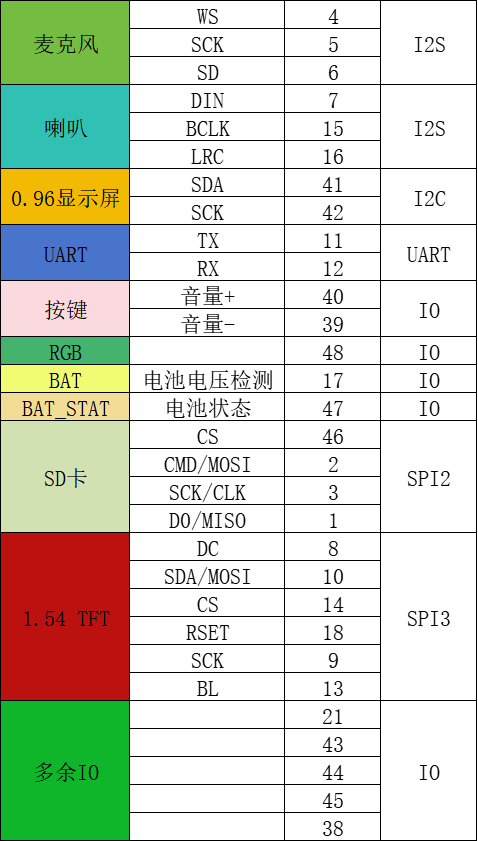 麦克风 WS 4 I2S
SCK 5
SD 6
喇叭 DIN 7 I2S
BCLK 15
LRC 16
0.96显示屏 SDA 41 I2C
SCK 42
UART TX 11 UART
RX 12
按键 音量+ 40 IO
音量- 39
RGB 48 IO
BAT 电池电压检测 17 IO
BAT_STAT 电池状态 47 IO
SD卡 CS 46 SPI2
CMD/MOSI 2
SCK/CLK 3
D0/MISO 1
1.54 TFT DC 8 SPI3
SDA/MOSI 10
CS 14
RSET 18
SCK 9
BL 13
多余IO 21 IO
43
44
45
38